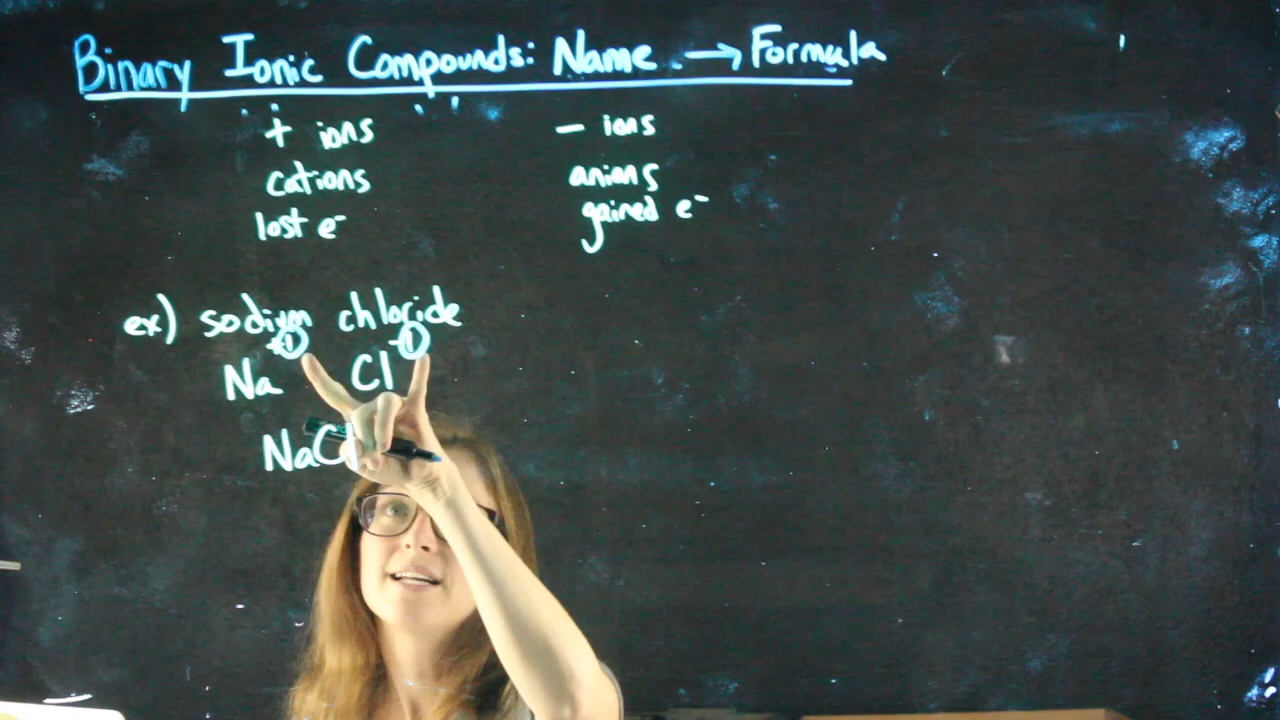 Binary Ionic Compounds: Name → Formula
+ ions
- ions
cations
anions
lost e⁻
gained e⁻
ex) sodium chloride
Na⁺¹ Cl⁻¹
NaCl